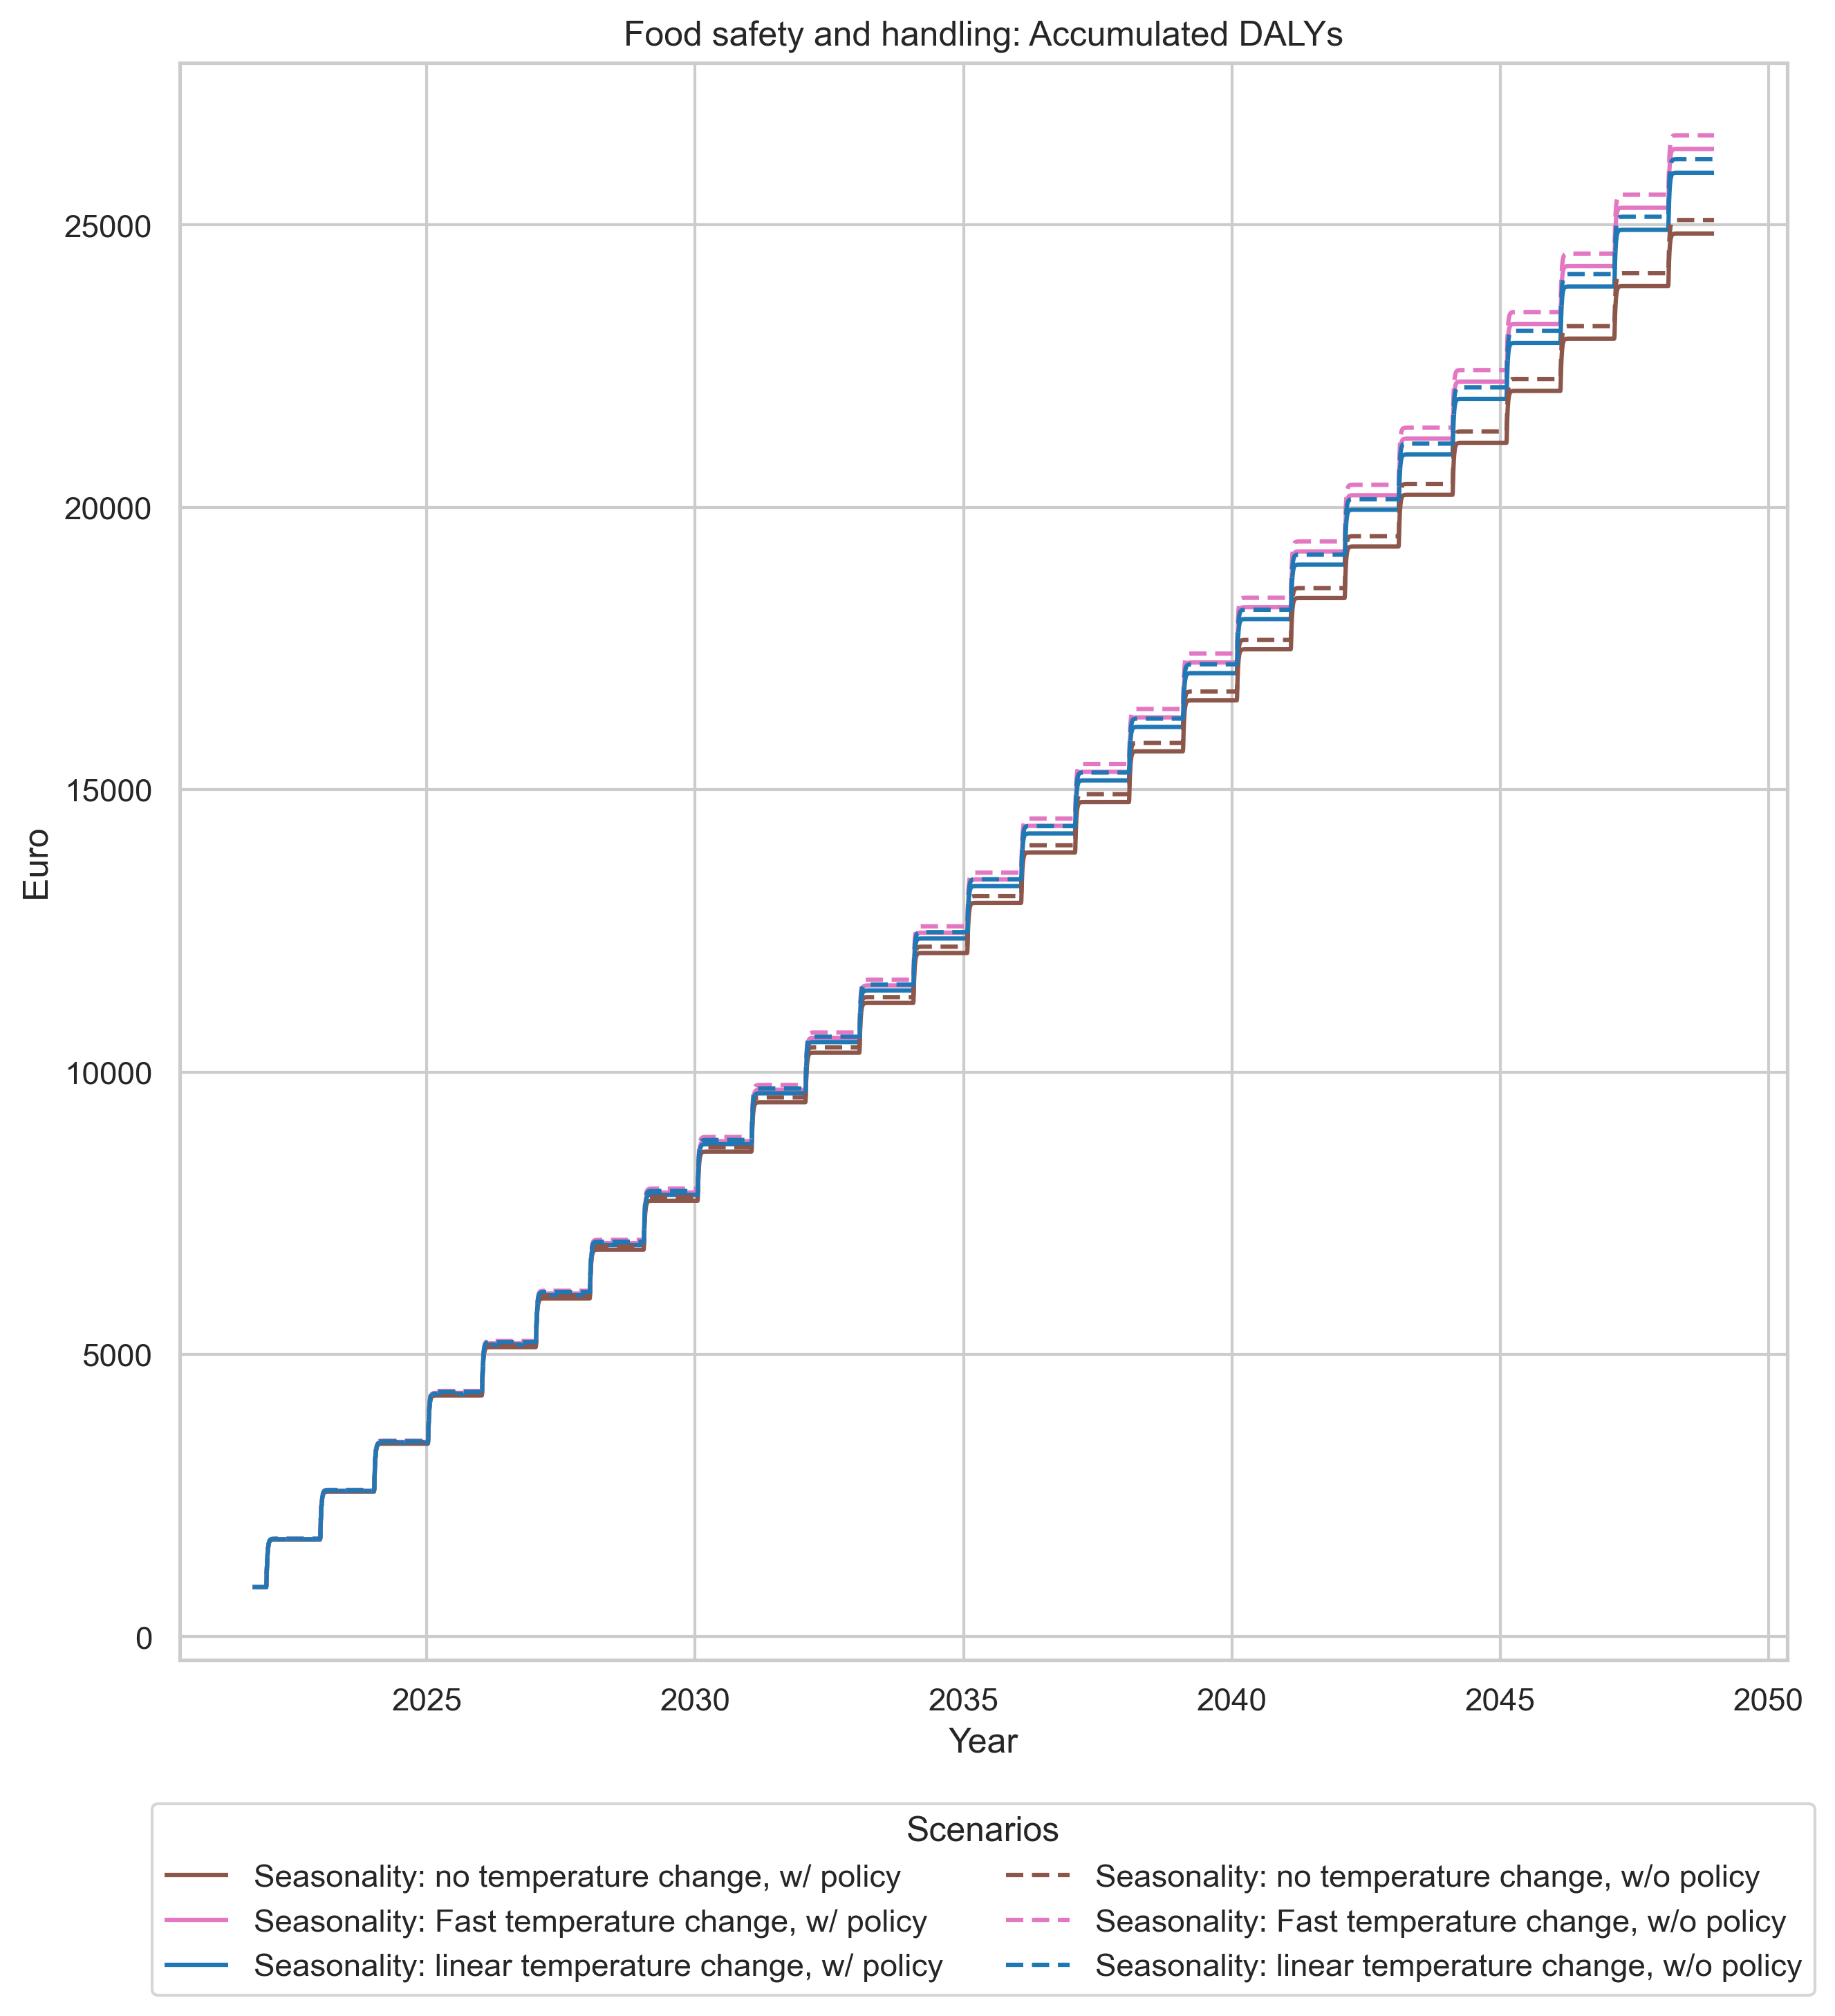 Food safety and handling: Accumulated DALYs
25000
20000
15000
10000
5000
0
Euro
2025 2030 2035 2040 2045 2050
Year
Scenarios
Seasonality: no temperature change, w/ policy
Seasonality: Fast temperature change, w/ policy
Seasonality: linear temperature change, w/ policy
Seasonality: no temperature change, w/o policy
Seasonality: Fast temperature change, w/o policy
Seasonality: linear temperature change, w/o policy